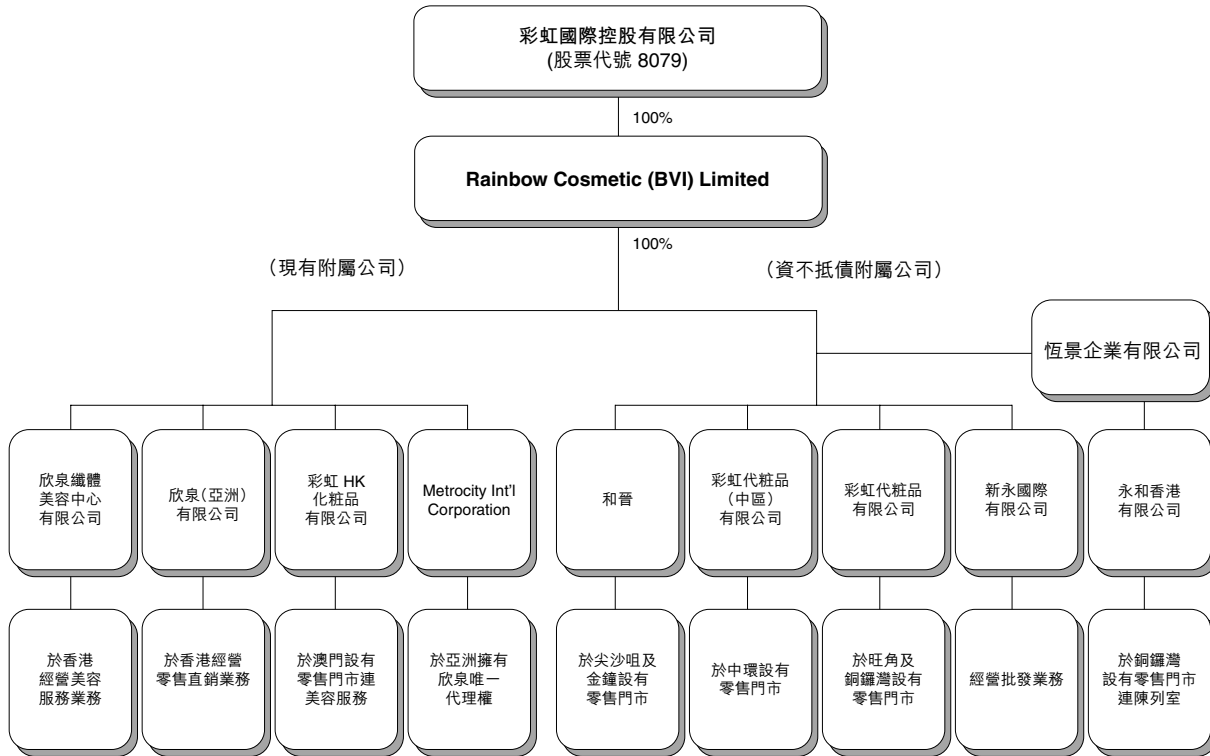 彩虹國際控股有限公司
(股票代號 8079)
100%
Rainbow Cosmetic (BVI) Limited
100%
（現有附屬公司）
（資不抵債附屬公司）
恆景企業有限公司
欣泉纖體
美容中心
有限公司
欣泉（亞洲）
有限公司
彩虹 HK
化粧品
有限公司
Metrocity Int'l
Corporation
和晉
彩虹代粧品
（中區）
有限公司
彩虹代粧品
有限公司
新永國際
有限公司
永和香港
有限公司
於香港
經營美容
服務業務
於香港經營
零售直銷業務
於澳門設有
零售門市連
美容服務
於亞洲擁有
欣泉唯一
代理權
於尖沙咀及
金鐘設有
零售門市
於中環設有
零售門市
於旺角及
銅鑼灣設有
零售門市
經營批發業務
於銅鑼灣
設有零售門市
連陳列室